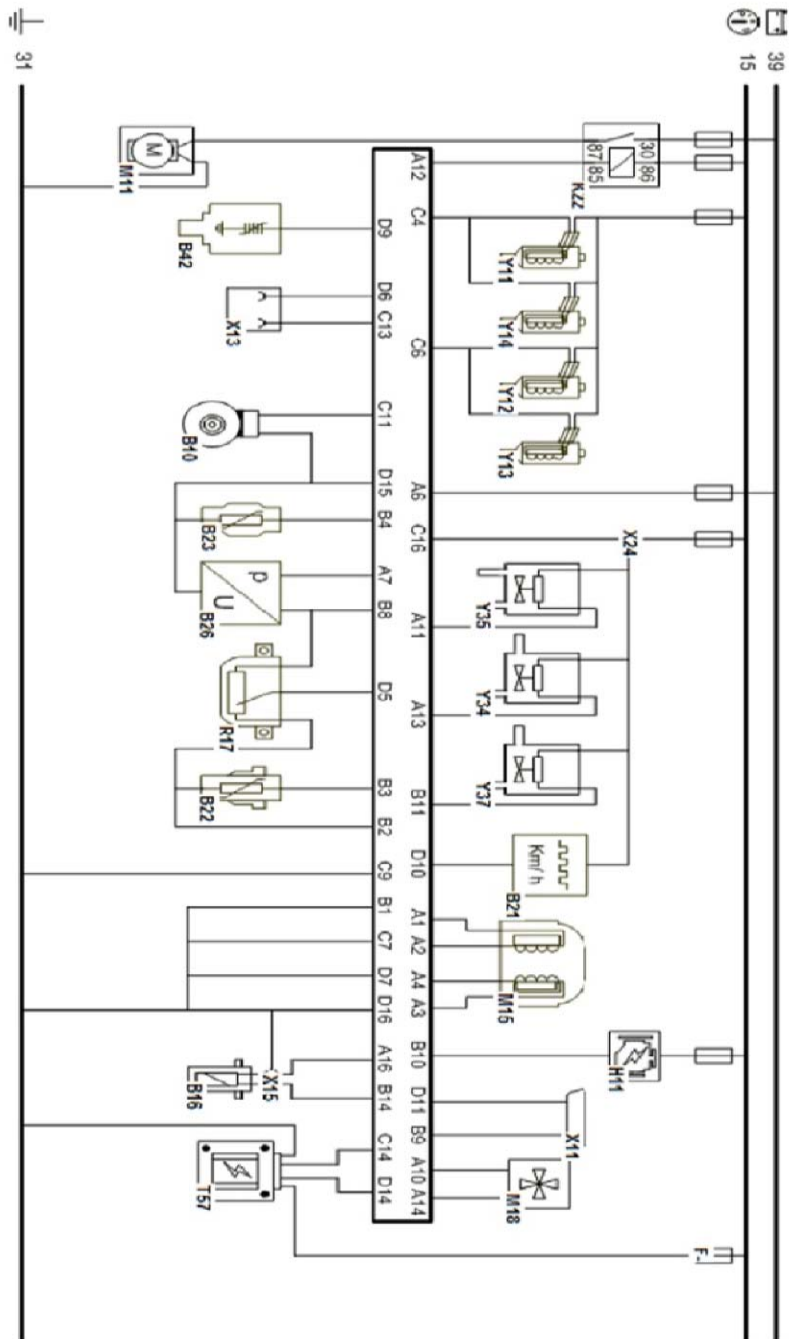 39
15
F-
30 86
87 85
K22
X24
H11
Km/h
X11
Y11
Y14
Y12
Y13
Y35
Y34
Y37
B21
M15
M18
A12 C4 C6 A6 C16 A11 A13 B11 D10 A1 A2 A4 A3 B10 D11 B9 A10 A14
D9 D6 C13 C11 D15 B4 A7 B8 D5 B3 B2 C9 B1 C7 D7 D16 A16 B14 C14 D14
P
U
X15
X13
R17
M
B42
B10
B23
B26
B22
B16
T57
M11
31